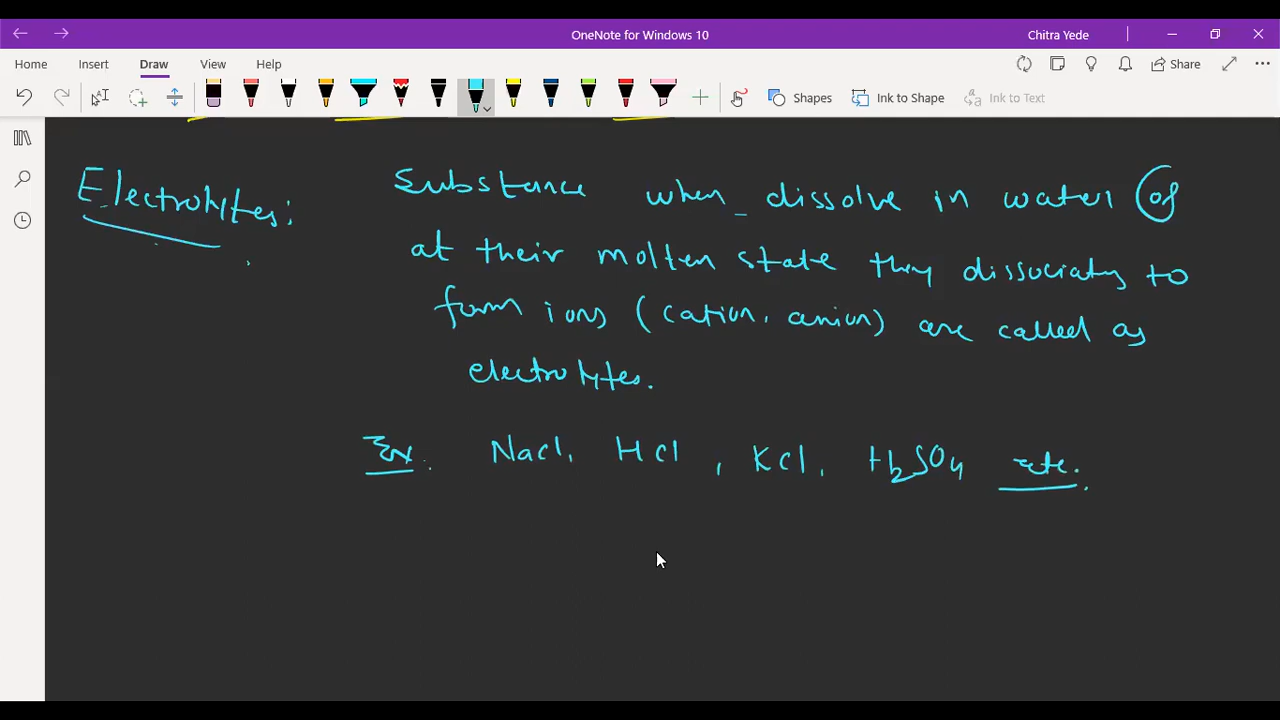 OneNote for Windows 10
Chitra Yede
Home Insert Draw View Help
Share
Shapes Ink to Shape Ink to Text
Electrolytes: Substance when dissolve in water of
at their molten state they dissociates to
form ions (cation, anion) are called as
electrolytes.
Ex. Nacl, Hcl, Kcl, H2SO4 etc.